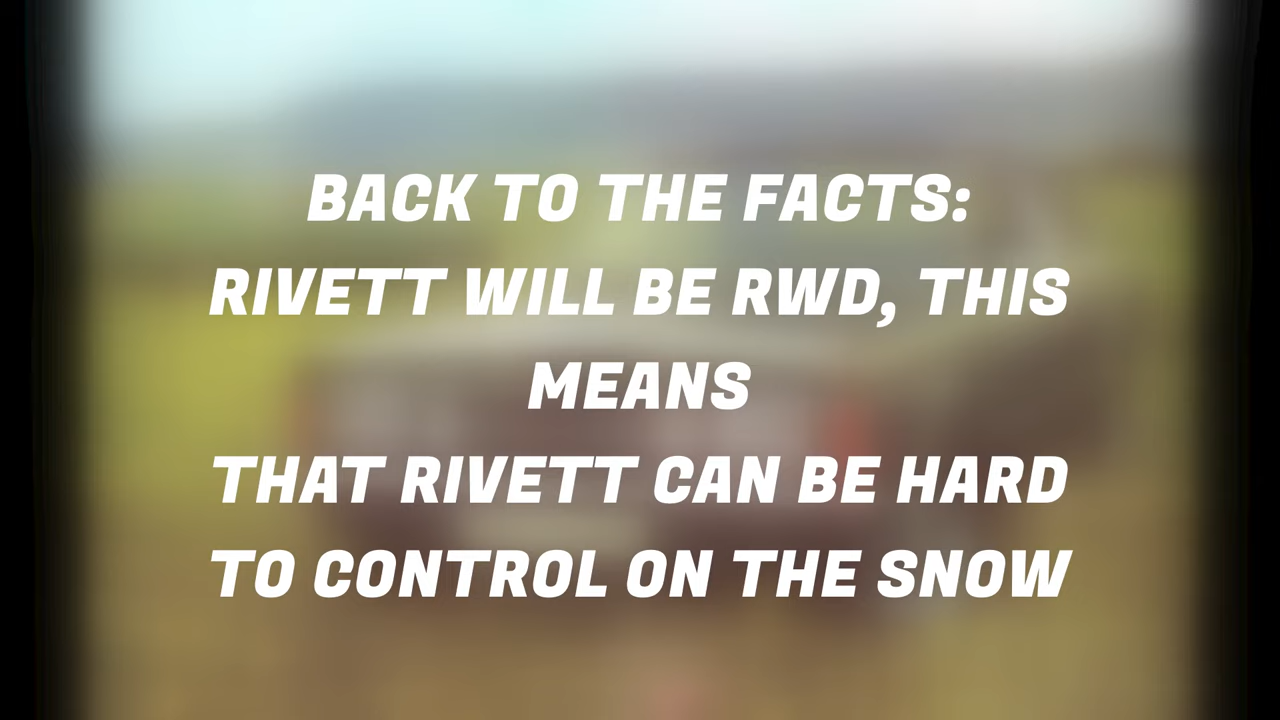 BACK TO THE FACTS:
RIVETT WILL BE RWD, THIS
MEANS
THAT RIVETT CAN BE HARD
TO CONTROL ON THE SNOW